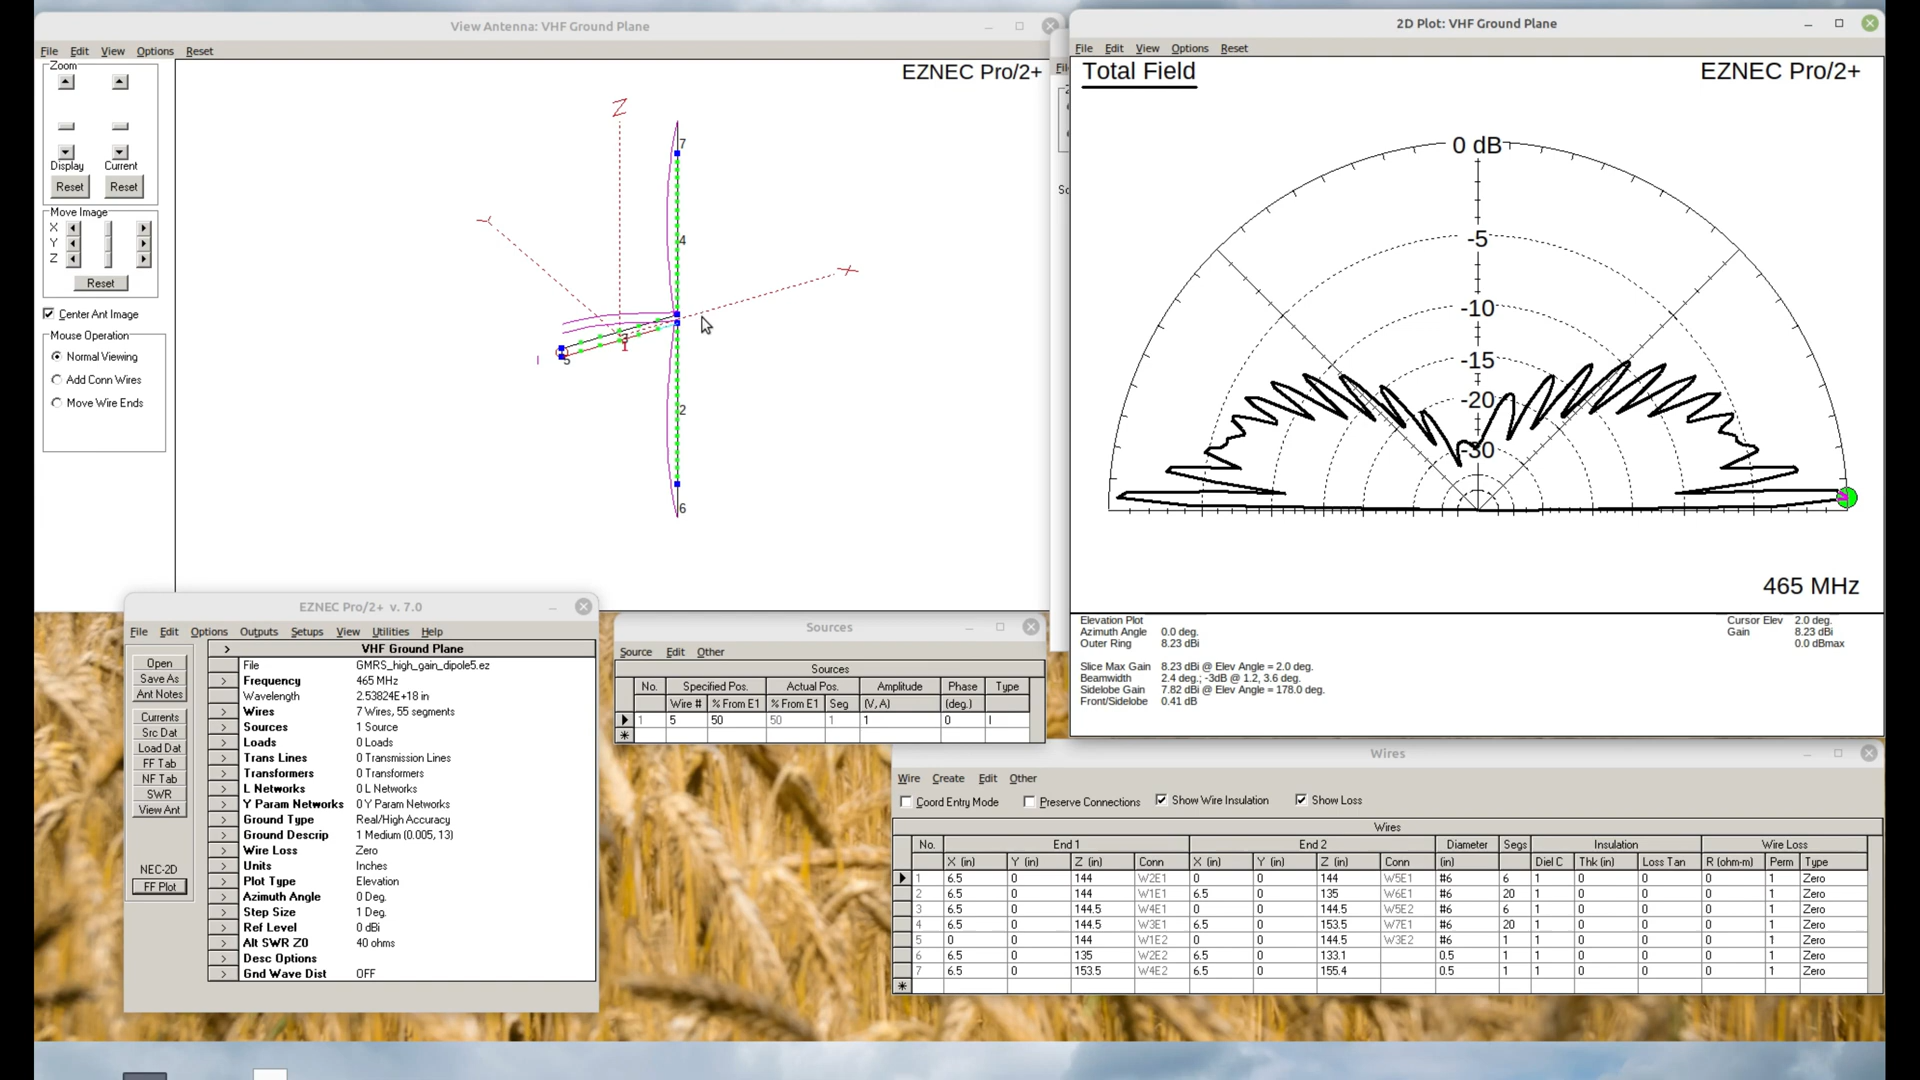 View Antenna: VHF Ground Plane
File Edit View Options Reset
Zoom
Display Current
Reset Reset
Move Image
X
Y
Z
Reset
Center Ant Image
Mouse Operation
Normal Viewing
Add Conn Wires
Move Wire Ends
EZNEC Pro/2+
Z
Y
X
7
4
3
1
5
2
6
2D Plot: VHF Ground Plane
File Edit View Options Reset
Total Field
EZNEC Pro/2+
0 dB
-5
-10
-15
-20
-30
465 MHz
Elevation Plot
Azimuth Angle 0.0 deg.
Outer Ring 8.23 dBi
Slice Max Gain 8.23 dBi @ Elev Angle = 2.0 deg.
Beamwidth 2.4 deg.; -3dB @ 1.2, 3.6 deg.
Sidelobe Gain 7.82 dBi @ Elev Angle = 178.0 deg.
Front/Sidelobe 0.41 dB
Cursor Elev 2.0 deg.
Gain 8.23 dBi
0.0 dBmax
EZNEC Pro/2+ v. 7.0
File Edit Options Outputs Setups View Utilities Help
Open
Save As
Ant Notes
Currents
Src Dat
Load Dat
FF Tab
NF Tab
SWR
View Ant
NEC-2D
FF Plot
> VHF Ground Plane
File GMRS_high_gain_dipole5.ez
> Frequency 465 MHz
Wavelength 2.53824E+18 in
> Wires 7 Wires, 55 segments
> Sources 1 Source
> Loads 0 Loads
> Trans Lines 0 Transmission Lines
> Transformers 0 Transformers
> L Networks 0 L Networks
> Y Param Networks 0 Y Param Networks
> Ground Type Real/High Accuracy
> Ground Descrip 1 Medium (0.005, 13)
> Wire Loss Zero
> Units Inches
> Plot Type Elevation
> Azimuth Angle 0 Deg.
> Step Size 1 Deg.
> Ref Level 0 dBi
> Alt SWR Z0 40 ohms
> Desc Options
> Gnd Wave Dist OFF
Sources
Source Edit Other
Sources
No. Specified Pos. Actual Pos. Amplitude Phase Type
Wire # % From E1 % From E1 Seg (V, A) (deg.)
1 5 50 50 1 1 0 I
Wires
Wire Create Edit Other
Coord Entry Mode Preserve Connections Show Wire Insulation Show Loss
Wires
No. End 1 End 2 Diameter Segs Insulation Wire Loss
X (in) Y (in) Z (in) Conn X (in) Y (in) Z (in) Conn (in) Diel C Thk (in) Loss Tan R (ohm-m) Perm Type
1 6.5 0 144 W2E1 0 0 144 W5E1 #6 6 1 0 0 0 1 Zero
2 6.5 0 144 W1E1 6.5 0 135 W6E1 #6 20 1 0 0 0 1 Zero
3 6.5 0 144.5 W4E1 0 0 144.5 W5E2 #6 6 1 0 0 0 1 Zero
4 6.5 0 144.5 W3E1 6.5 0 153.5 W7E1 #6 20 1 0 0 0 1 Zero
5 0 0 144 W1E2 0 0 144.5 W3E2 #6 1 1 0 0 0 1 Zero
6 6.5 0 135 W2E2 6.5 0 133.1 0.5 1 1 0 0 0 1 Zero
7 6.5 0 153.5 W4E2 6.5 0 155.4 0.5 1 1 0 0 0 1 Zero